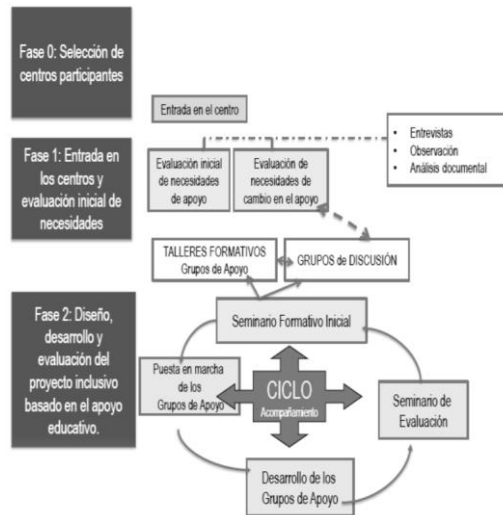 Fase 0: Selección de
centros participantes
Entrada en el centro
Fase 1: Entrada en
los centros y
evaluación inicial de
necesidades
Evaluación inicial
de necesidades
de apoyo
Evaluación de
necesidades de
cambio en el apoyo
• Entrevistas
• Observación
• Análisis documental
TALLERES FORMATIVOS
Grupos de Apoyo
GRUPOS de DISCUSIÓN
Fase 2: Diseño,
desarrollo y
evaluación del
proyecto inclusivo
basado en el apoyo
educativo.
Seminario Formativo Inicial
Puesta en marcha
de los
Grupos de Apoyo
CICLO
Acompañamiento
Seminario de
Evaluación
Desarrollo de los
Grupos de Apoyo